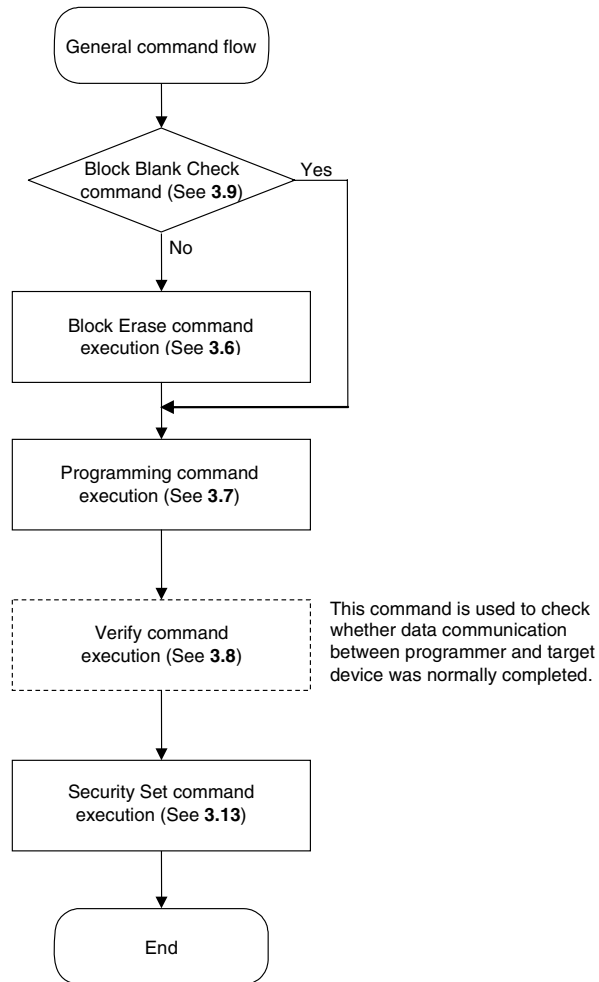 General command flow
Block Blank Check
command (See 3.9)
Yes
No
Block Erase command
execution (See 3.6)
Programming command
execution (See 3.7)
Verify command
execution (See 3.8)
This command is used to check
whether data communication
between programmer and target
device was normally completed.
Security Set command
execution (See 3.13)
End